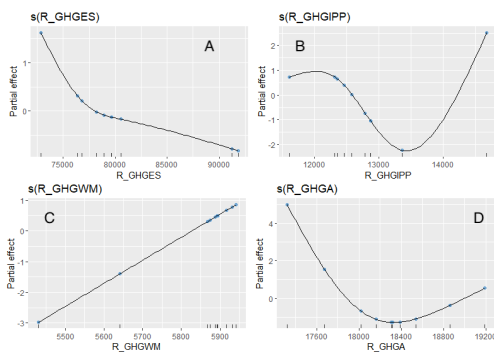 s(R_GHGES)
A
Partial effect
1
0
75000
80000
85000
90000
R_GHGES
s(R_GHGIPP)
B
Partial effect
2
1
0
-1
-2
12000
13000
14000
R_GHGIPP
s(R_GHGWM)
C
Partial effect
1
0
-1
-2
-3
5500
5600
5700
5800
5900
R_GHGWM
s(R_GHGA)
D
Partial effect
4
2
0
17600
18000
18400
18800
19200
R_GHGA